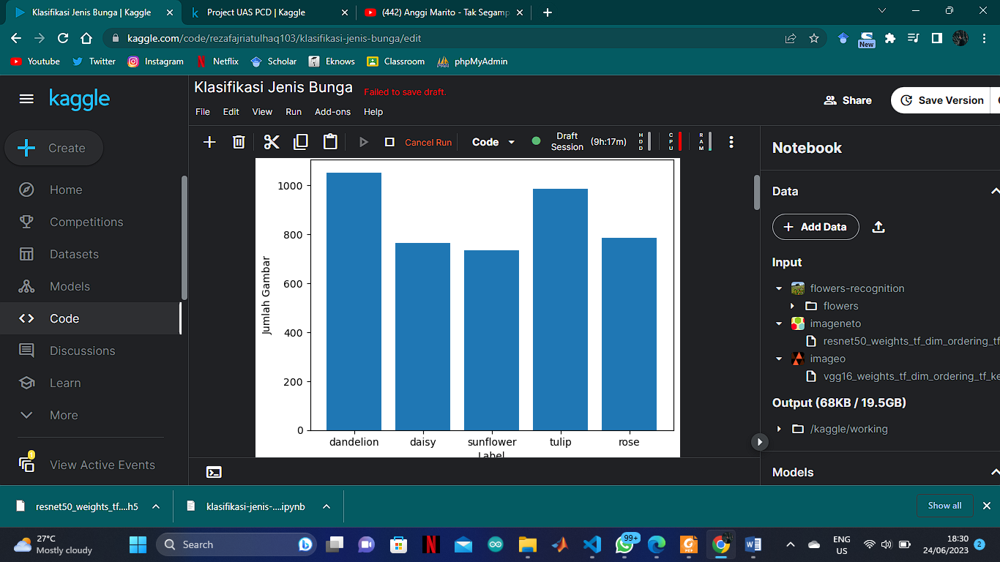 Klasifikasi Jenis Bunga | Kaggle
Project UAS PCD | Kaggle
(442) Anggi Marito - Tak Segamp
kaggle.com/code/rezafajriatulhaq103/klasifikasi-jenis-bunga/edit
New
Youtube
Twitter
Instagram
Netflix
Scholar
Eknows
Classroom
phpMyAdmin
kaggle
Create
Home
Competitions
Datasets
Models
Code
Discussions
Learn
More
View Active Events
Klasifikasi Jenis Bunga
Failed to save draft.
File Edit View Run Add-ons Help
Share
Save Version
Cancel Run
Code
Draft Session
(9h:17m)
HDD
CPU
RAM
1000
800
600
400
200
0
Jumlah Gambar
dandelion daisy sunflower tulip rose
Label
Notebook
Data
Add Data
Input
flowers-recognition
flowers
imageneto
resnet50_weights_tf_dim_ordering_tf
imageo
vgg16_weights_tf_dim_ordering_tf_ke
Output (68KB / 19.5GB)
/kaggle/working
Models
resnet50_weights_tf....h5
klasifikasi-jenis-....ipynb
Show all
27°C
Mostly cloudy
Search
99+
ENG
US
18:30
24/06/2023
2